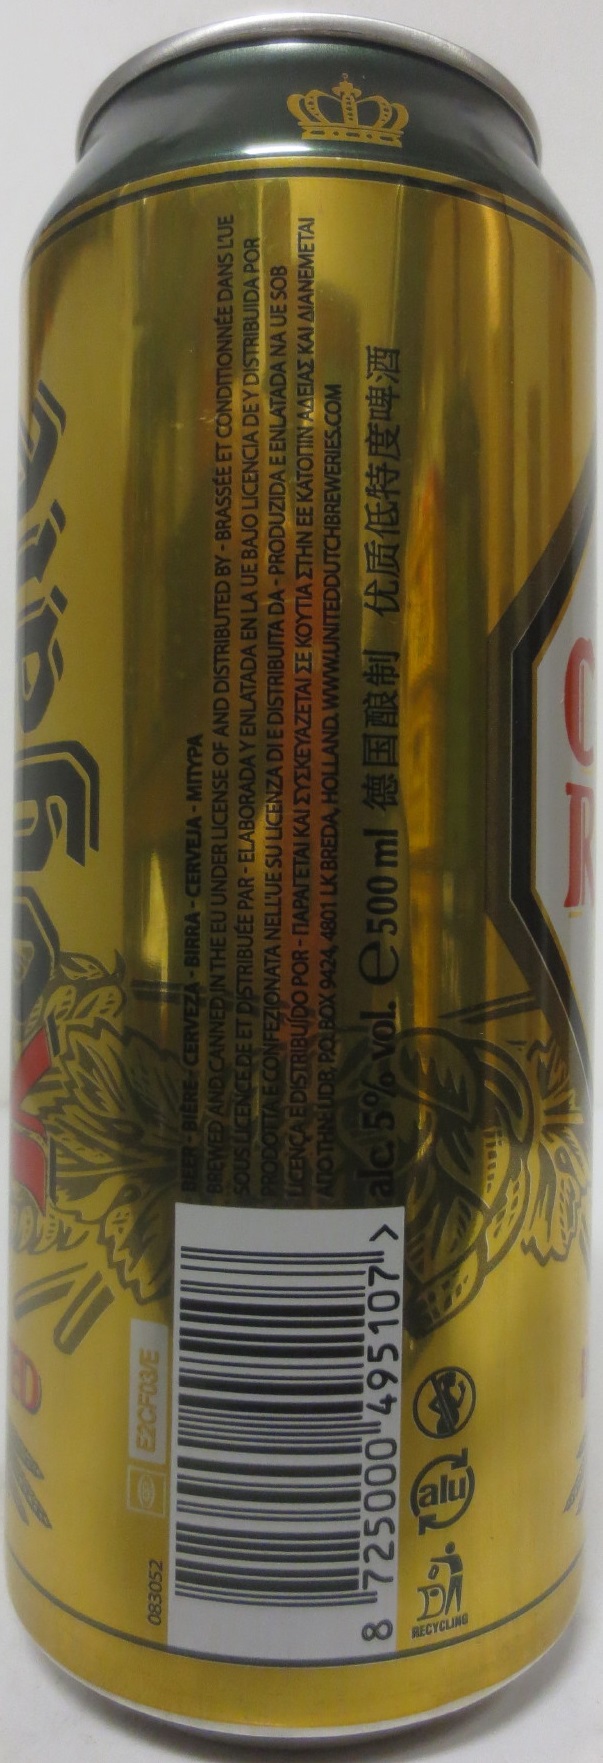 BEER - BIÈRE - CERVEZA - BIRRA - CERVEJA - ΜΠΥΡΑ
BREWED AND CANNED IN THE EU UNDER LICENSE OF AND DISTRIBUTED BY - BRASSÉE ET CONDITIONNÉE DANS L'UE
SOUS LICENCE DE ET DISTRIBUÉE PAR - ELABORADA Y ENLATADA EN LA UE BAJO LICENCIA DE Y DISTRIBUIDA POR
PRODOTTA E CONFEZIONATA NELL'UE SU LICENZA DI E DISTRIBUITA DA - PRODUZIDA E ENLATADA NA UE SOB
LICENÇA E DISTRIBUÍDO POR - ΠΑΡΑΓΕΤΑΙ ΚΑΙ ΣΥΣΚΕΥΑΖΕΤΑΙ ΣΕ ΚΟΥΤΙΑ ΣΤΗΝ ΕΕ ΚΑΤΟΠΙΝ ΑΔΕΙΑΣ ΚΑΙ ΔΙΑΝΕΜΕΤΑΙ
ΑΠΟ ΤΗΝ: UDB, P.O. BOX 9424, 4801 LK BREDA, HOLLAND. WWW.UNITEDDUTCHBREWERIES.COM
alc. 5% vol. ℮ 500 ml 德国酿制 优质低特度啤酒
083052
E2CF03/E
8 725000 495107 >
alu
RECYCLING